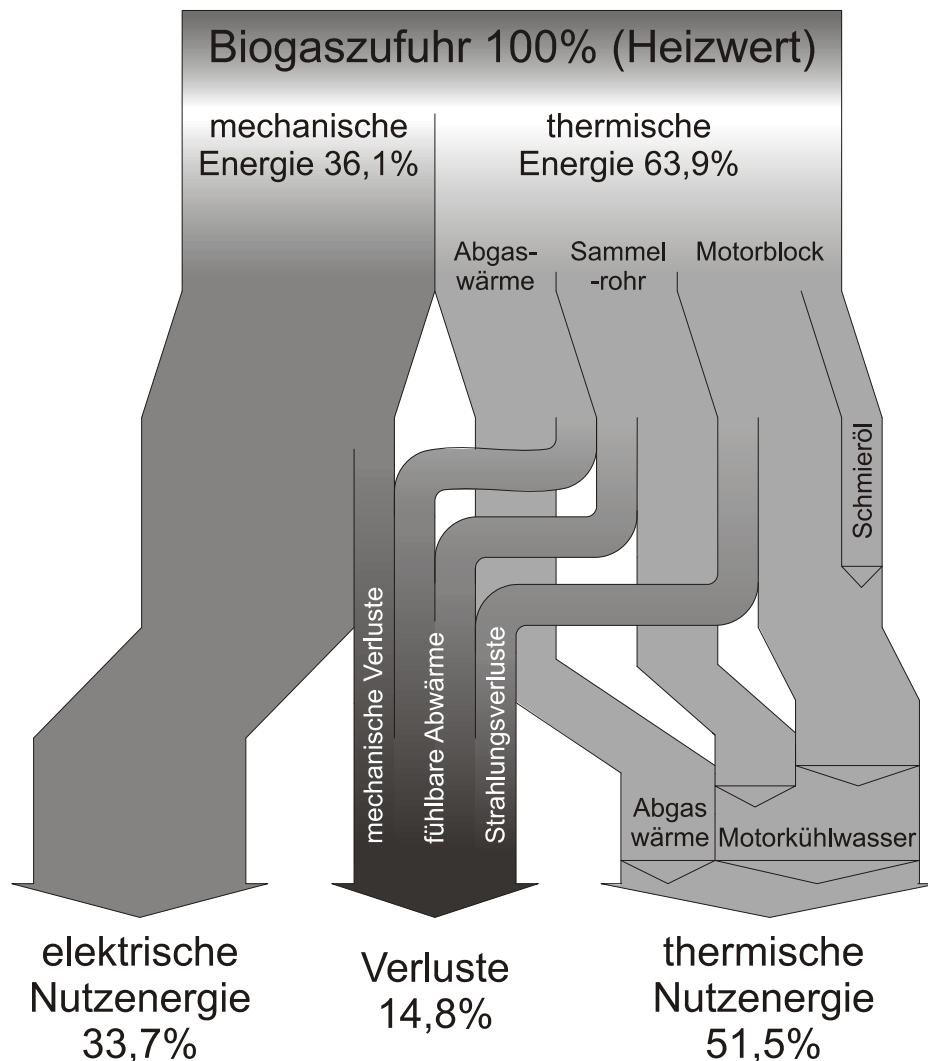 Biogaszufuhr 100% (Heizwert)
mechanische
Energie 36,1%
thermische
Energie 63,9%
Abgas-
wärme
Sammel
-rohr
Motorblock
Schmieröl
mechanische Verluste
fühlbare Abwärme
Strahlungsverluste
Abgas
wärme
Motorkühlwasser
elektrische
Nutzenergie
33,7%
Verluste
14,8%
thermische
Nutzenergie
51,5%